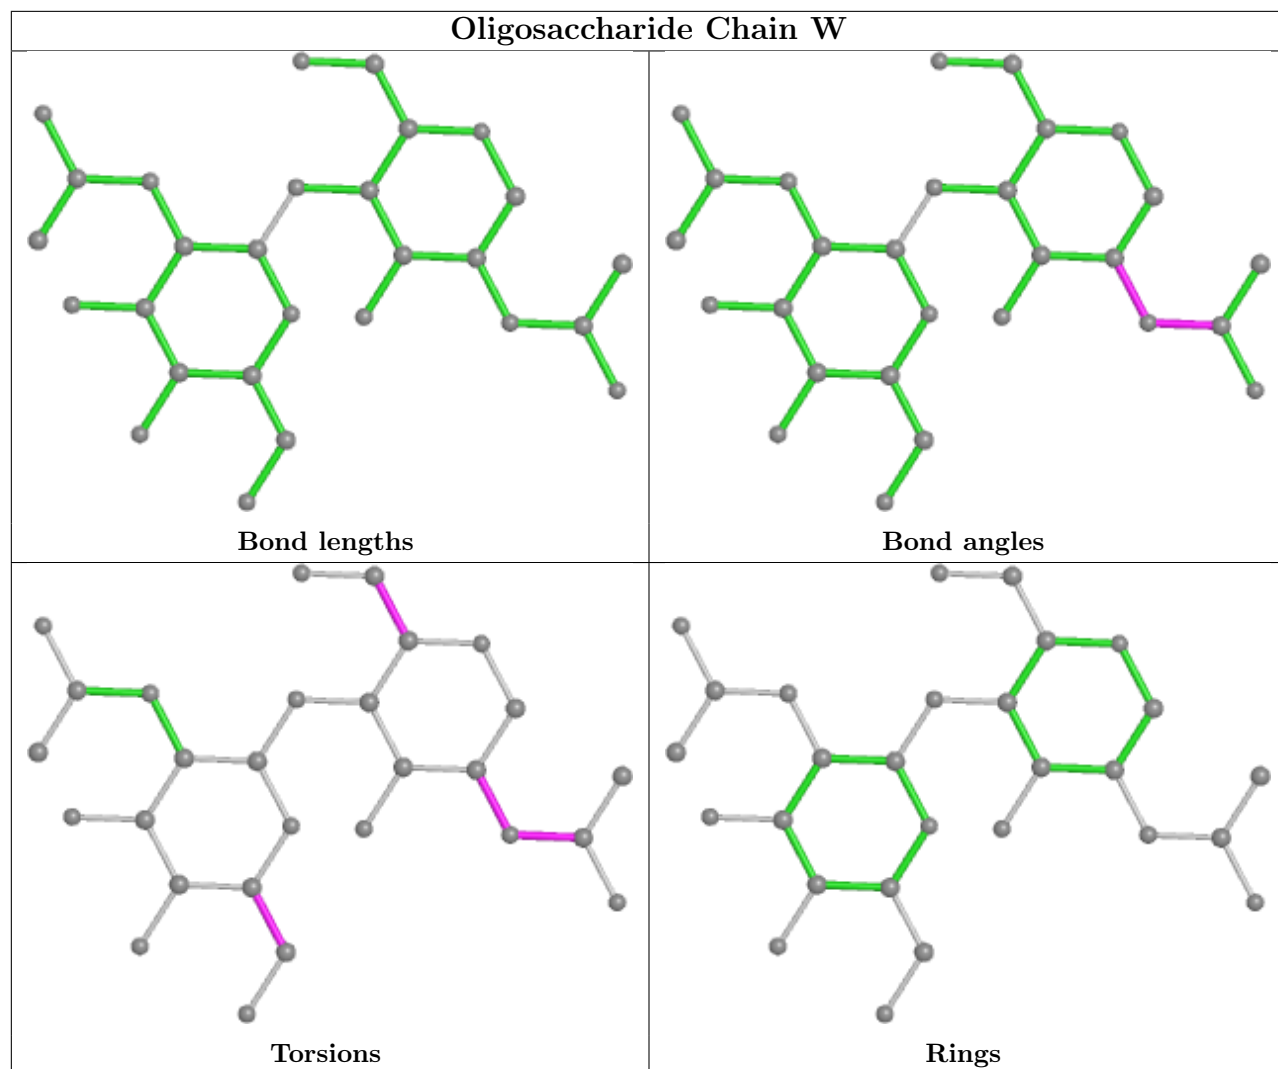 Oligosaccharide Chain W
Bond lengths
Bond angles
Torsions
Rings